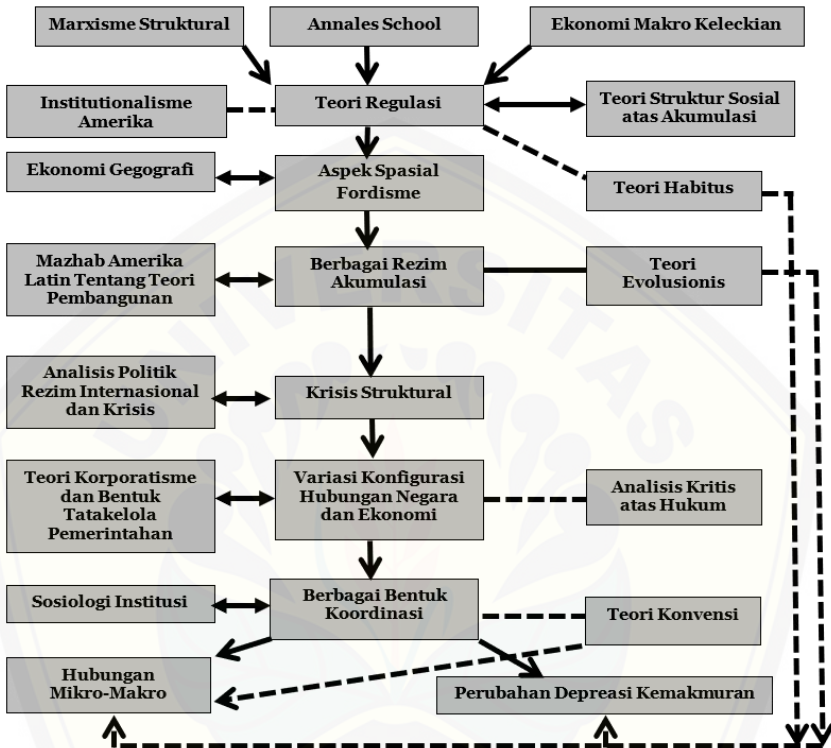 Marxisme Struktural
Annales School
Ekonomi Makro Keleckian
Institutionalisme
Amerika
Teori Regulasi
Teori Struktur Sosial
atas Akumulasi
Ekonomi Gegografi
Aspek Spasial
Fordisme
Teori Habitus
Mazhab Amerika
Latin Tentang Teori
Pembangunan
Berbagai Rezim
Akumulasi
Teori
Evolusionis
Analisis Politik
Rezim Internasional
dan Krisis
Krisis Struktural
Teori Korporatisme
dan Bentuk
Tatakelola
Pemerintahan
Variasi Konfigurasi
Hubungan Negara
dan Ekonomi
Analisis Kritis
atas Hukum
Sosiologi Institusi
Berbagai Bentuk
Koordinasi
Teori Konvensi
Hubungan
Mikro-Makro
Perubahan Depreasi Kemakmuran
UNIVERSITAS